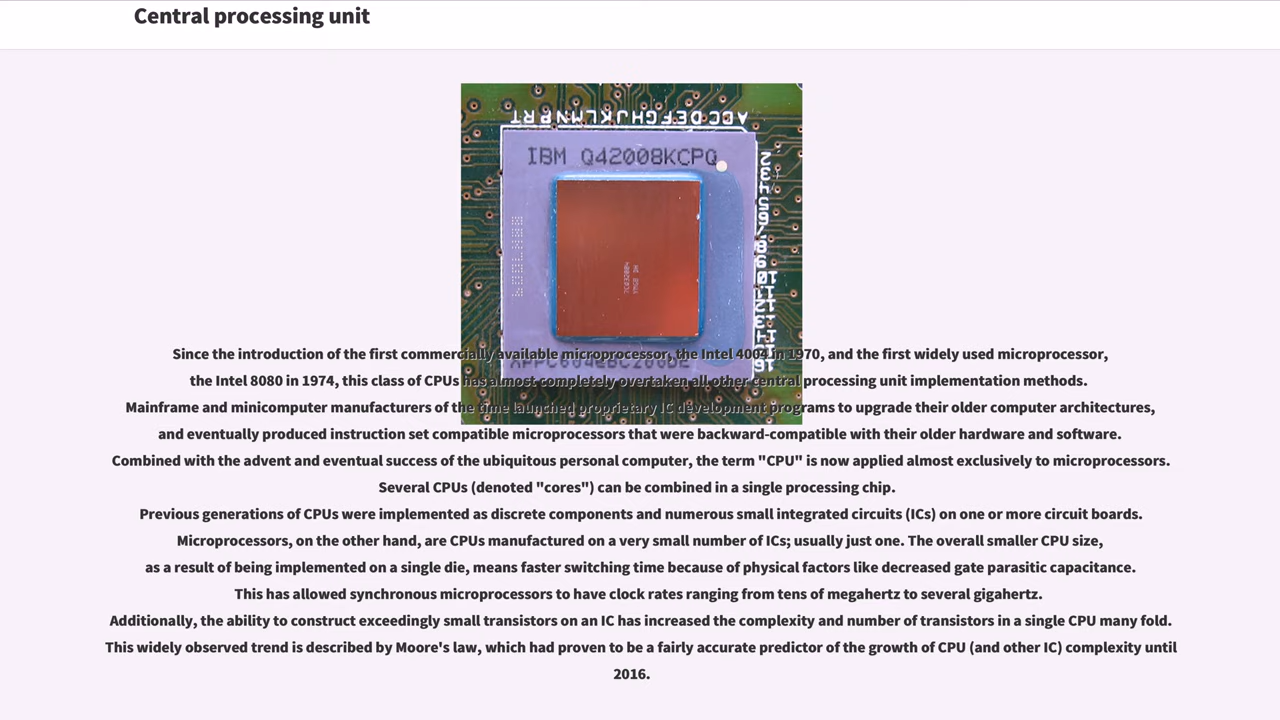 Central processing unit
IBM Q42008KCPQ
Since the introduction of the first commercially available microprocessor, the Intel 4004 in 1970, and the first widely used microprocessor,
the Intel 8080 in 1974, this class of CPUs has almost completely overtaken all other central processing unit implementation methods.
Mainframe and minicomputer manufacturers of the time launched proprietary IC development programs to upgrade their older computer architectures,
and eventually produced instruction set compatible microprocessors that were backward-compatible with their older hardware and software.
Combined with the advent and eventual success of the ubiquitous personal computer, the term "CPU" is now applied almost exclusively to microprocessors.
Several CPUs (denoted "cores") can be combined in a single processing chip.
Previous generations of CPUs were implemented as discrete components and numerous small integrated circuits (ICs) on one or more circuit boards.
Microprocessors, on the other hand, are CPUs manufactured on a very small number of ICs; usually just one. The overall smaller CPU size,
as a result of being implemented on a single die, means faster switching time because of physical factors like decreased gate parasitic capacitance.
This has allowed synchronous microprocessors to have clock rates ranging from tens of megahertz to several gigahertz.
Additionally, the ability to construct exceedingly small transistors on an IC has increased the complexity and number of transistors in a single CPU many fold.
This widely observed trend is described by Moore's law, which had proven to be a fairly accurate predictor of the growth of CPU (and other IC) complexity until
2016.